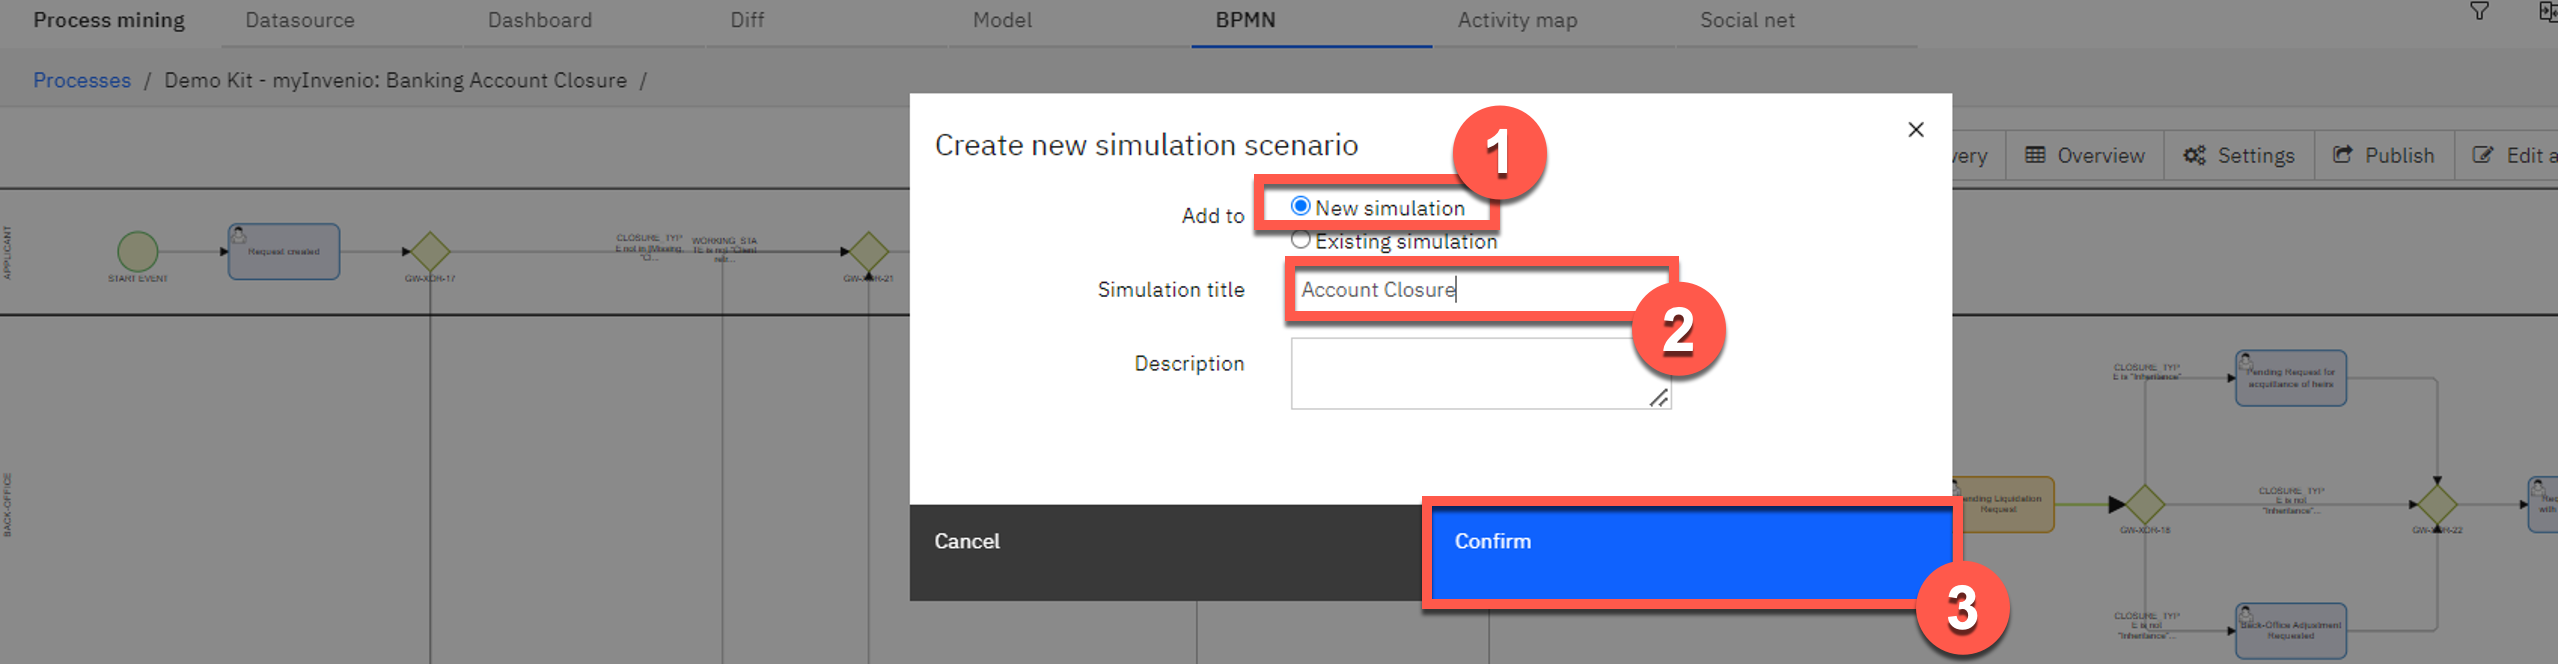 Process mining
Datasource
Dashboard
Diff
Model
BPMN
Activity map
Social net
Processes / Demo Kit - myInvenio: Banking Account Closure /
very
Overview
Settings
Publish
Edit a
Create new simulation scenario
1
Add to
New simulation
Existing simulation
Simulation title
Account Closure
2
Description
Cancel
Confirm
3
APPLICANT
START EVENT
Request created
GW-XOR-17
CLOSURE_TYP
E not in [Missing,
"Cl...
WORKING_STA
TE is not "Client
GW-XOR-21
BACK-OFFICE
CLOSURE_TYP
E is "Inheritance"
Pending Request for
acquittance of heirs
ending Liquidation
Request
GW-XOR-18
CLOSURE_TYP
E is not
"Inheritance"...
GW-XOR-22
Req
with
CLOSURE_TYP
E is not
"Inheritance"...
Back-Office Adjustment
Requested